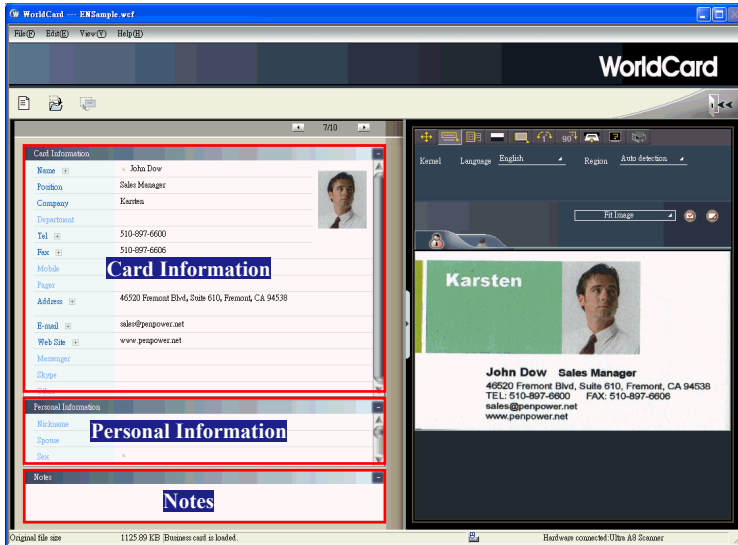 WorldCard --- ENSample.wcf
File(F) Edit(E) View(V) Help(H)
WorldCard
7/10
Card Information
Name John Dow
Position Sales Manager
Company Karsten
Department
Tel 510-897-6600
Fax 510-897-6606
Mobile
Card Information
Pager
Address 46520 Fremont Blvd, Suite 610, Fremont, CA 94538
E-mail sales@penpower.net
Web Site www.penpower.net
Messenger
Skype
Other
Personal Information
Nickname
Personal Information
Spouse
Sex
Notes
Notes
Kernel Language English Region Auto detection
Fit Image
Karsten
John Dow Sales Manager
46520 Fremont Blvd, Suite 610, Fremont, CA 94538
TEL: 510-897-6600 FAX: 510-897-6606
sales@penpower.net
www.penpower.net
Original file size 1125.89 KB Business card is loaded. Hardware connected:Ultra A8 Scanner